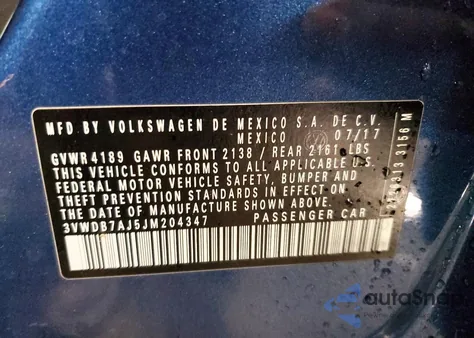 MFD BY VOLKSWAGEN DE MEXICO S.A. DE C.V.
MEXICO 07/17
GVWR 4189 GAWR FRONT 2138 / REAR 2161 LBS
THIS VEHICLE CONFORMS TO ALL APPLICABLE U.S.
FEDERAL MOTOR VEHICLE SAFETY, BUMPER AND
THEFT PREVENTION STANDARDS IN EFFECT ON
THE DATE OF MANUFACTURE SHOWN ABOVE.
3VWDB7AJ5JM204347 PASSENGER CAR
3156 M
autoSnap